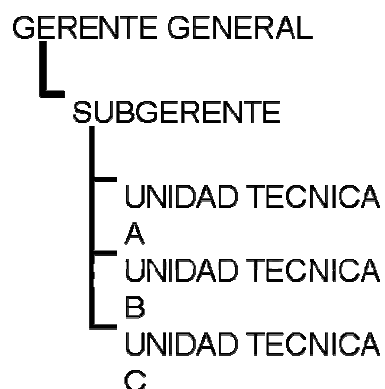 GERENTE GENERAL
SUBGERENTE
UNIDAD TECNICA
A
UNIDAD TECNICA
B
UNIDAD TECNICA
C